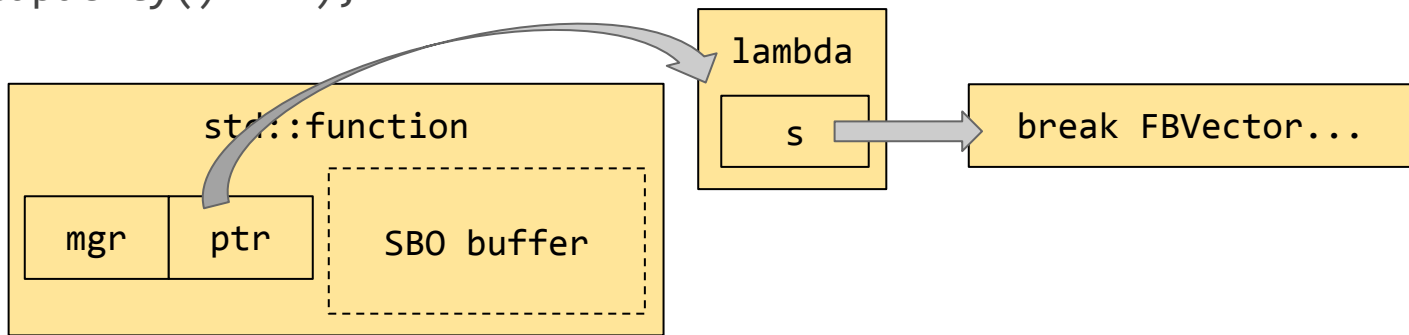 lambda
std::function
s
break FBVector...
mgr
ptr
SBO buffer